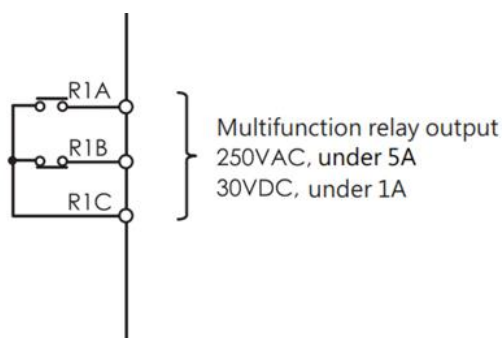 R1A
R1B
R1C
Multifunction relay output
250VAC, under 5A
30VDC, under 1A